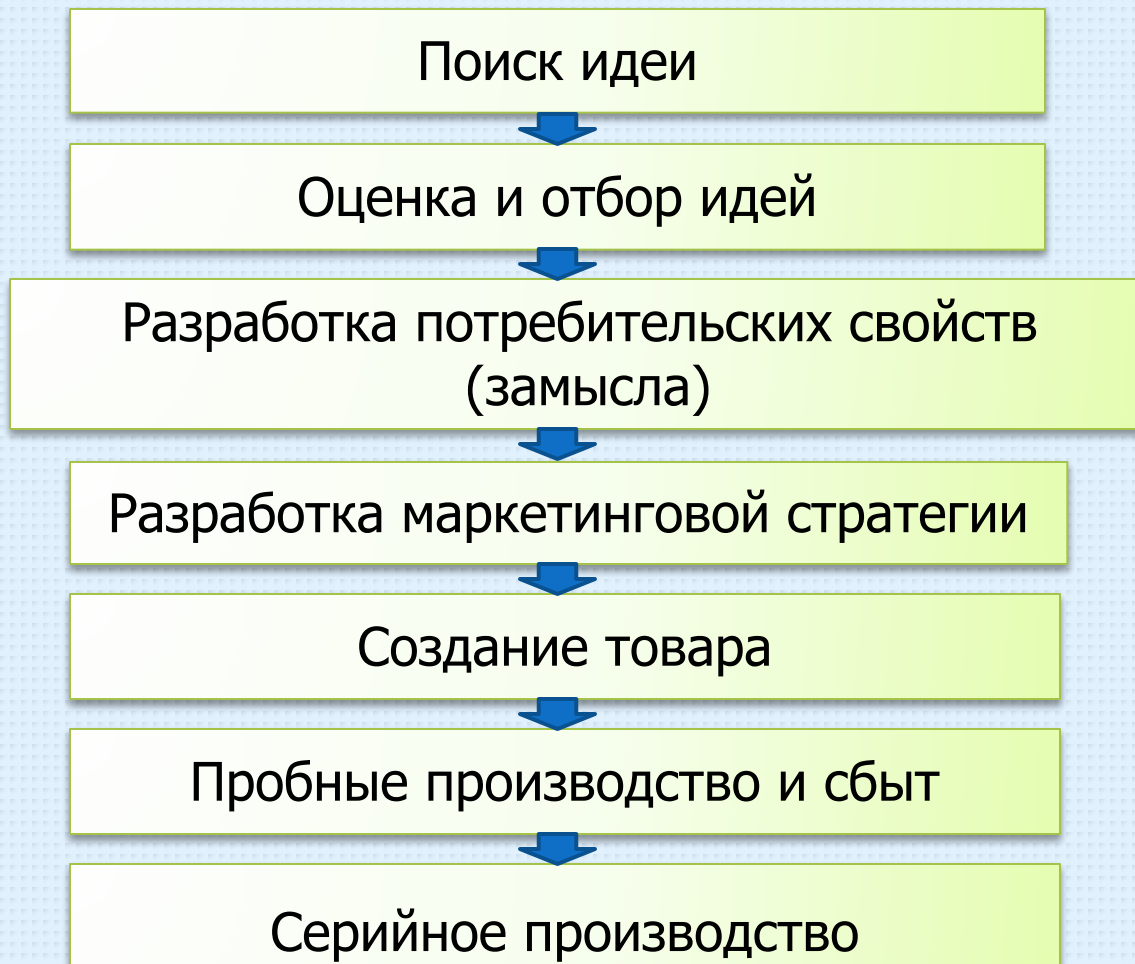 Поиск идеи
Оценка и отбор идей
Разработка потребительских свойств
(замысла)
Разработка маркетинговой стратегии
Создание товара
Пробные производство и сбыт
Серийное производство